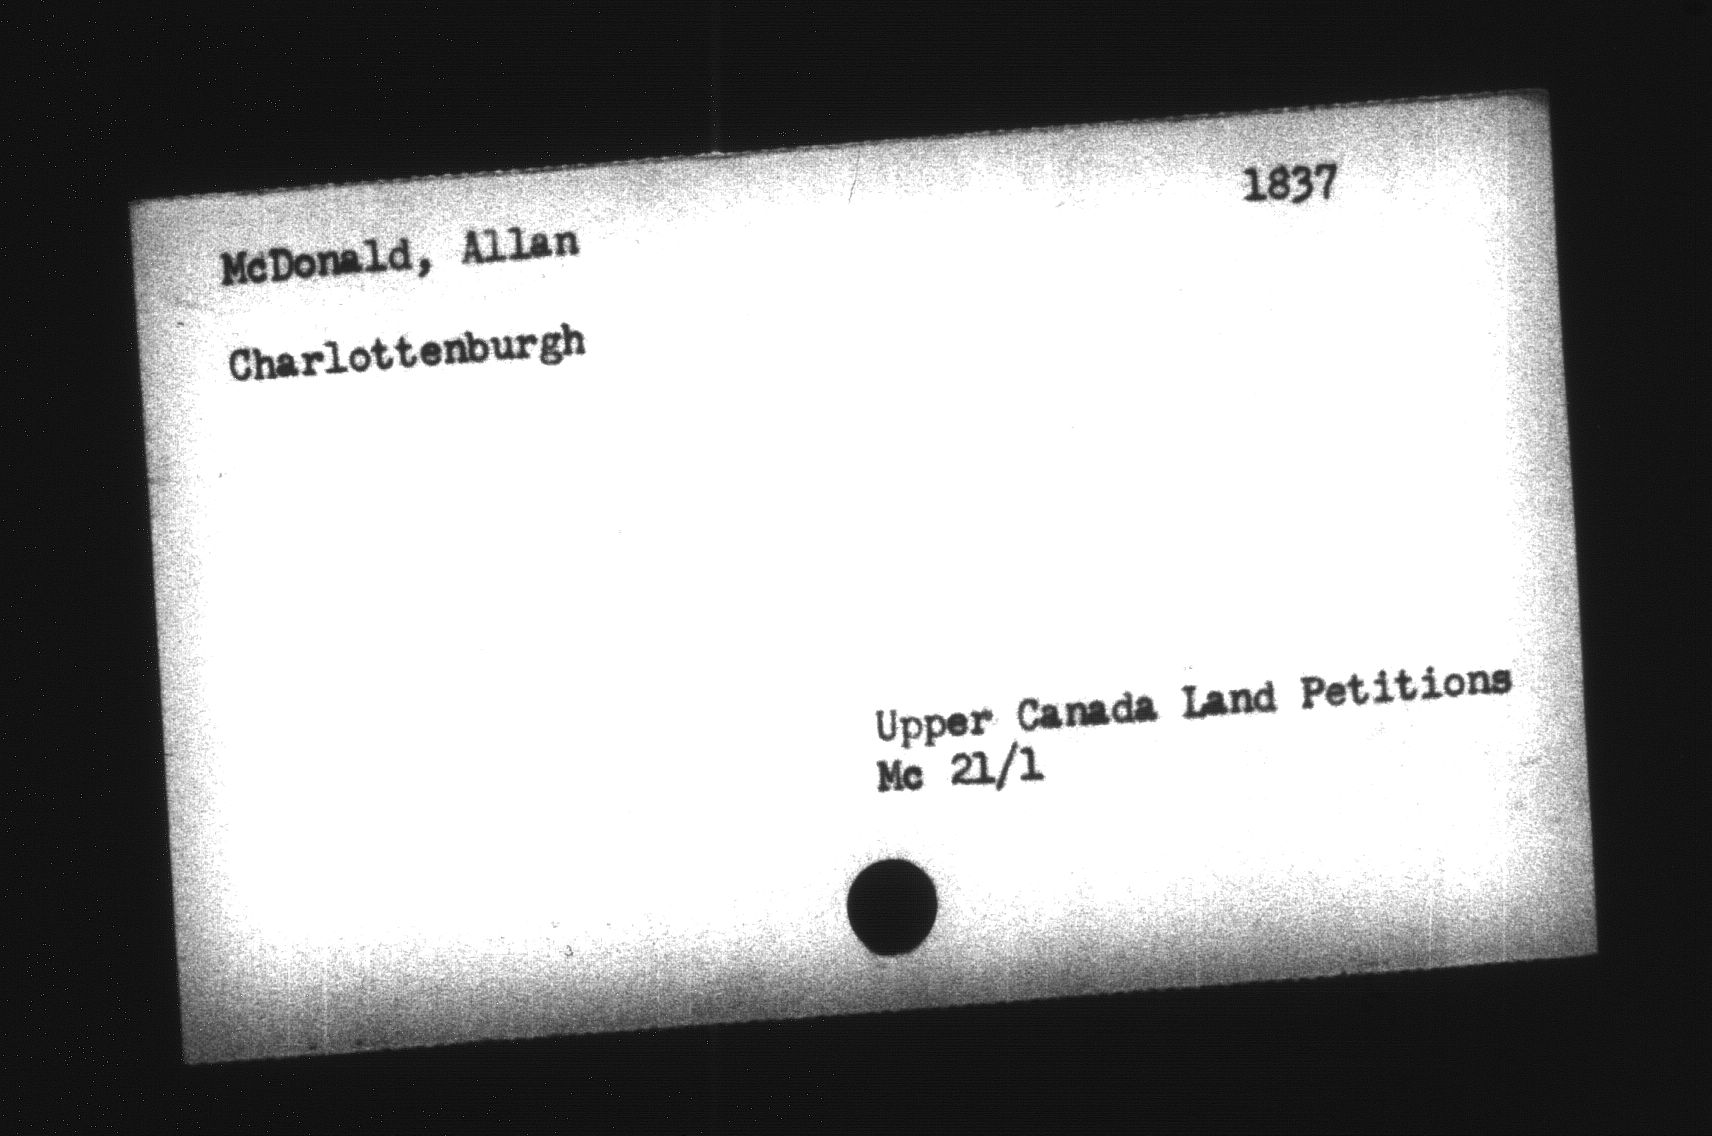 1837
McDonald, Allan
Charlottenburgh
Upper Canada Land Petitions
Mc 21/1